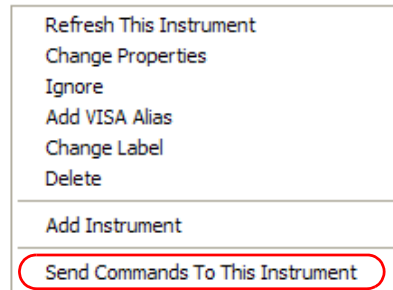 Refresh This Instrument
Change Properties
Ignore
Add VISA Alias
Change Label
Delete
Add Instrument
Send Commands To This Instrument